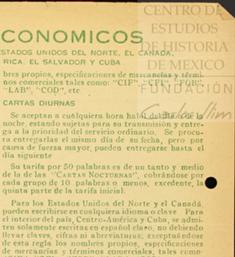 CENTRO DE
ESTUDIOS
DE HISTORIA
DE MEXICO
FUNDACIÓN
CONOMICOS
ESTADOS UNIDOS DEL NORTE, EL CANADA,
RICA, EL SALVADOR Y CUBA
bres propios, especificaciones de mercancías y térmi-
nos comerciales tales como: "CIF", "CIE", "FOB",
"LAB", "COD", etc
CARTAS DIURNAS
Se aceptan a cualquiera hora hábil del día o de la
noche, estando sujetas para su transmisión y entre-
ga a la prioridad del servicio ordinario. Se procu-
ra entregarlas el mismo día de su fecha, pero por
causa de fuerza mayor, pueden entregarse hasta el
día siguiente
Su tarifa por 50 palabras es de un tanto y medio
de la de las "CARTAS NOCTURNAS", cobrándose por
cada grupo de 10 palabras o menos, excedente, la
quinta parte de la tarifa inicial.
Para los Estados Unidos del Norte y el Canadá
pueden escribirse en cualquier idioma o clave Para
el interior del país, Centro-América y Cuba, se admi-
ten solamente escritas en español claro, no debiendo
llevar claves, cifras ni abreviaturas; exceptuándose
de esta regla los nombres propios, especificaciones
de mercancías y términos comerciales, tales como